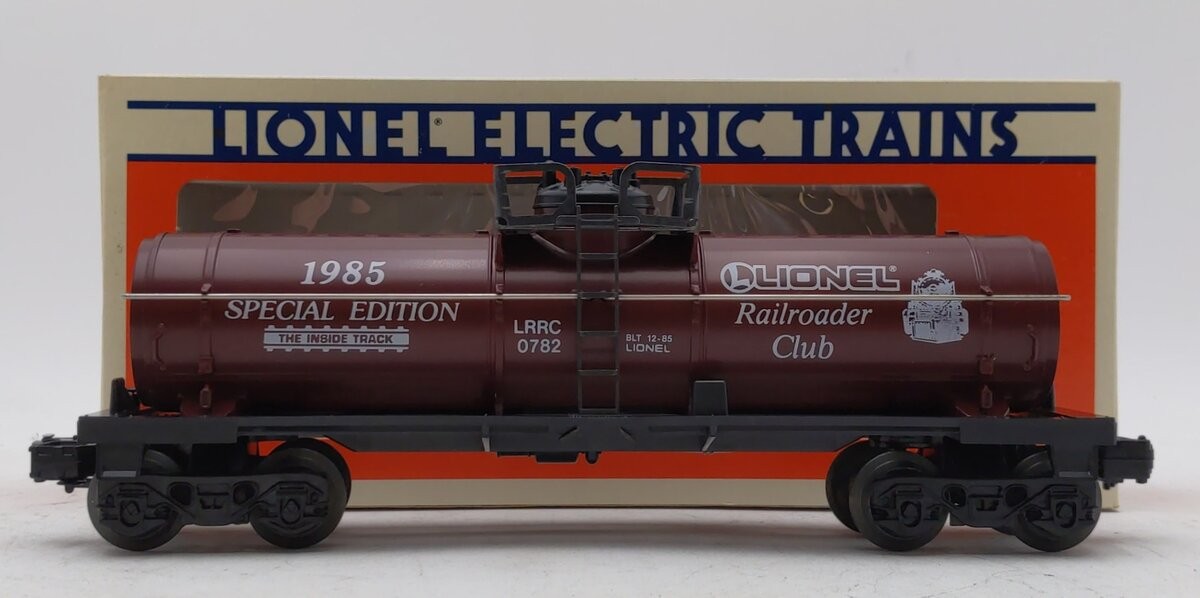 LIONEL® ELECTRIC TRAINS
1985
SPECIAL EDITION
THE INSIDE TRACK
LRRC
0782
BLT 12-85
LIONEL
L LIONEL®
Railroader
Club